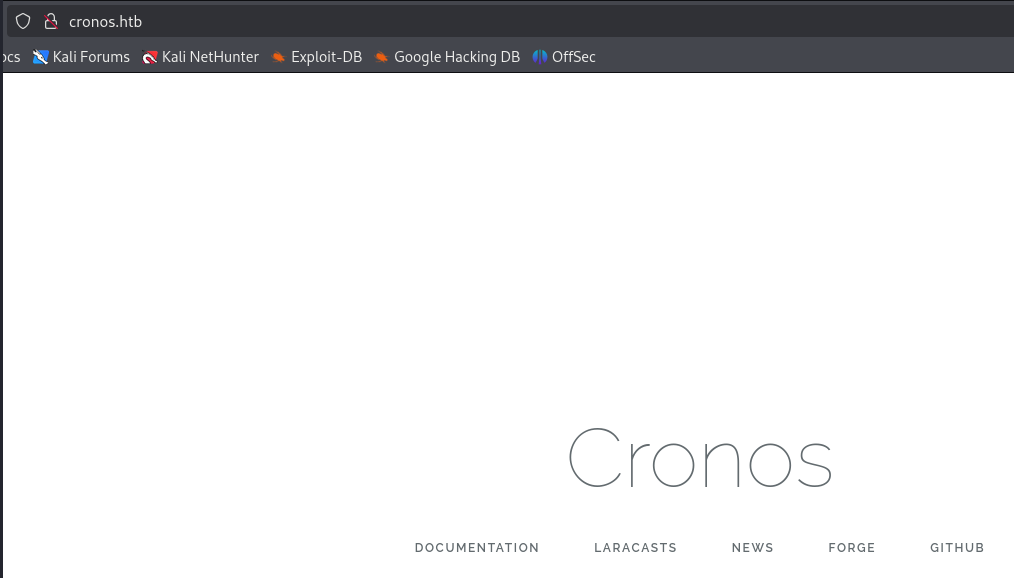 cronos.htb
ocs Kali Forums Kali NetHunter Exploit-DB Google Hacking DB OffSec
Cronos
DOCUMENTATION LARACASTS NEWS FORGE GITHUB